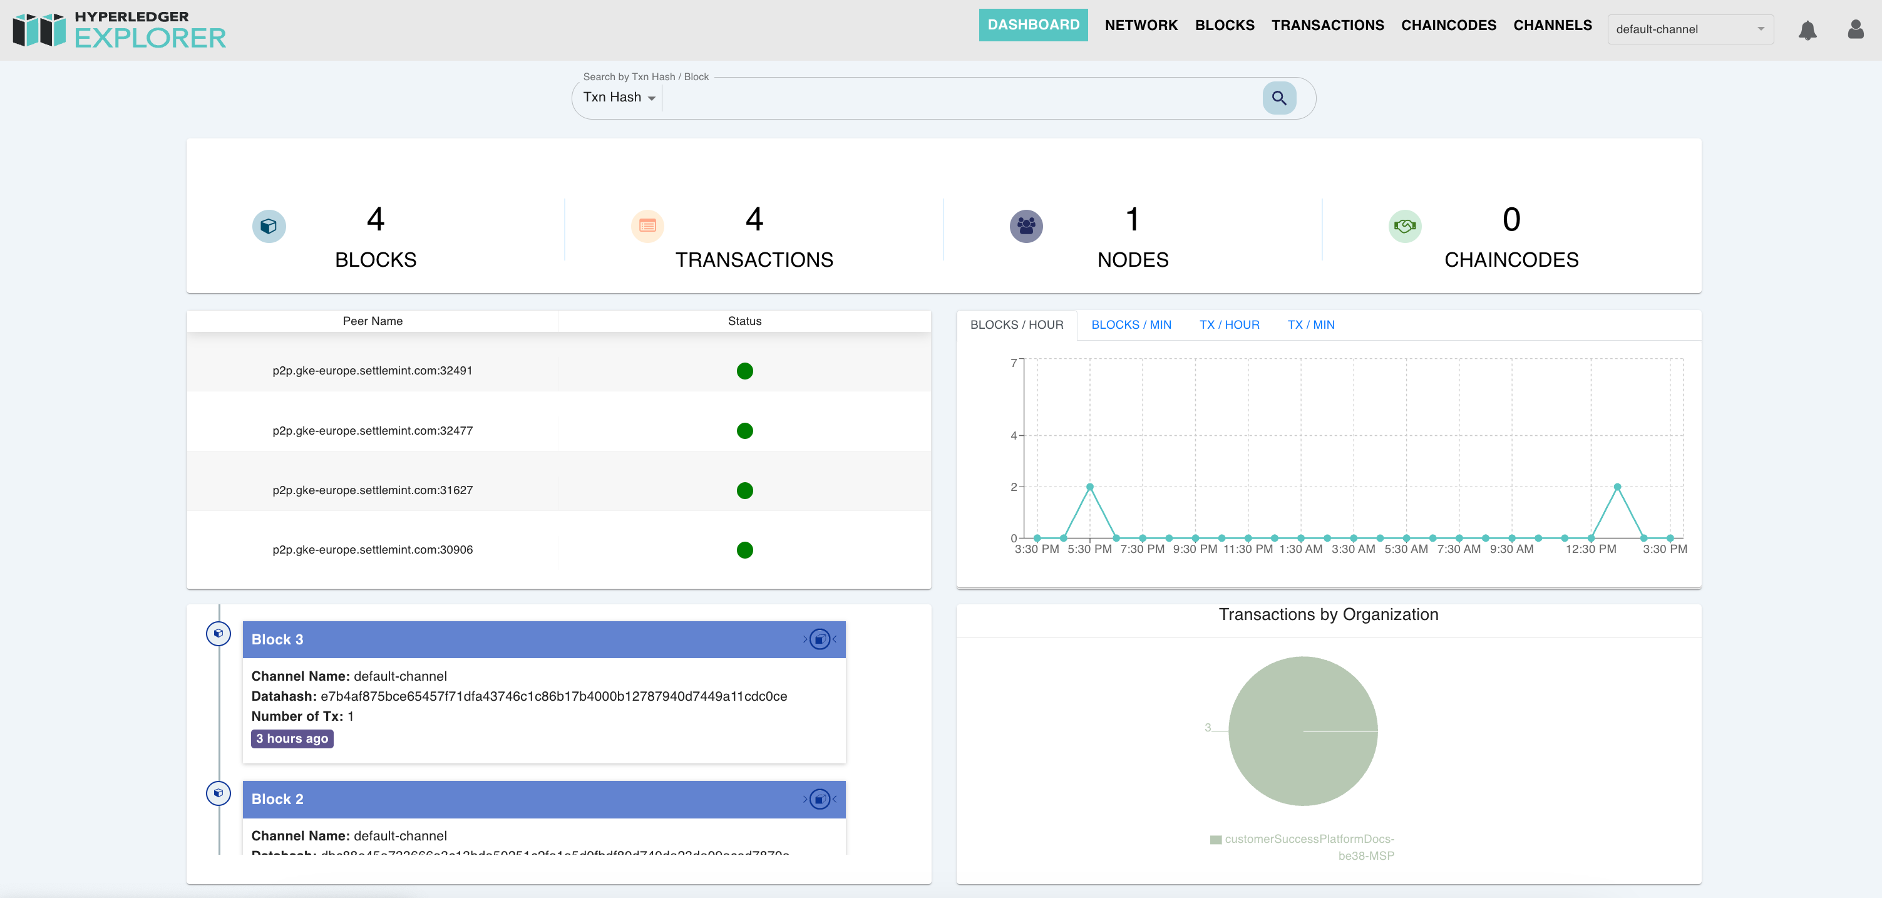 HYPERLEDGER
EXPLORER
DASHBOARD NETWORK BLOCKS TRANSACTIONS CHAINCODES CHANNELS default-channel
Search by Txn Hash / Block
Txn Hash
4
BLOCKS
4
TRANSACTIONS
1
NODES
0
CHAINCODES
Peer Name Status
p2p.gke-europe.settlemint.com:32491
p2p.gke-europe.settlemint.com:32477
p2p.gke-europe.settlemint.com:31627
p2p.gke-europe.settlemint.com:30906
BLOCKS / HOUR BLOCKS / MIN TX / HOUR TX / MIN
7
4
2
0
3:30 PM 5:30 PM 7:30 PM 9:30 PM 11:30 PM 1:30 AM 3:30 AM 5:30 AM 7:30 AM 9:30 AM 12:30 PM 3:30 PM
Block 3
Channel Name: default-channel
Datahash: e7b4af875bce65457f71dfa43746c1c86b17b4000b12787940d7449a11cdc0ce
Number of Tx: 1
3 hours ago
Block 2
Channel Name: default-channel
Transactions by Organization
3
customerSuccessPlatformDocs-
be38-MSP